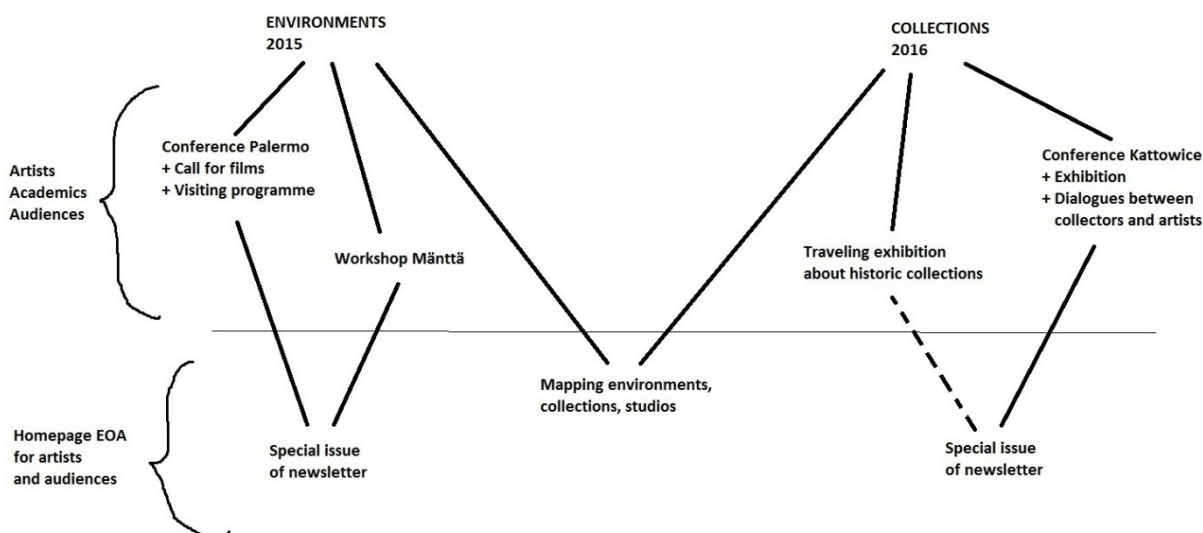 ENVIRONMENTS
2015
COLLECTIONS
2016
Artists
Academics
Audiences
Conference Palermo
+ Call for films
+ Visiting programme
Workshop Mänttä
Traveling exhibition
about historic collections
Conference Kattowice
+ Exhibition
+ Dialogues between
collectors and artists
Homepage EOA
for artists
and audiences
Special issue
of newsletter
Mapping environments,
collections, studios
Special issue
of newsletter